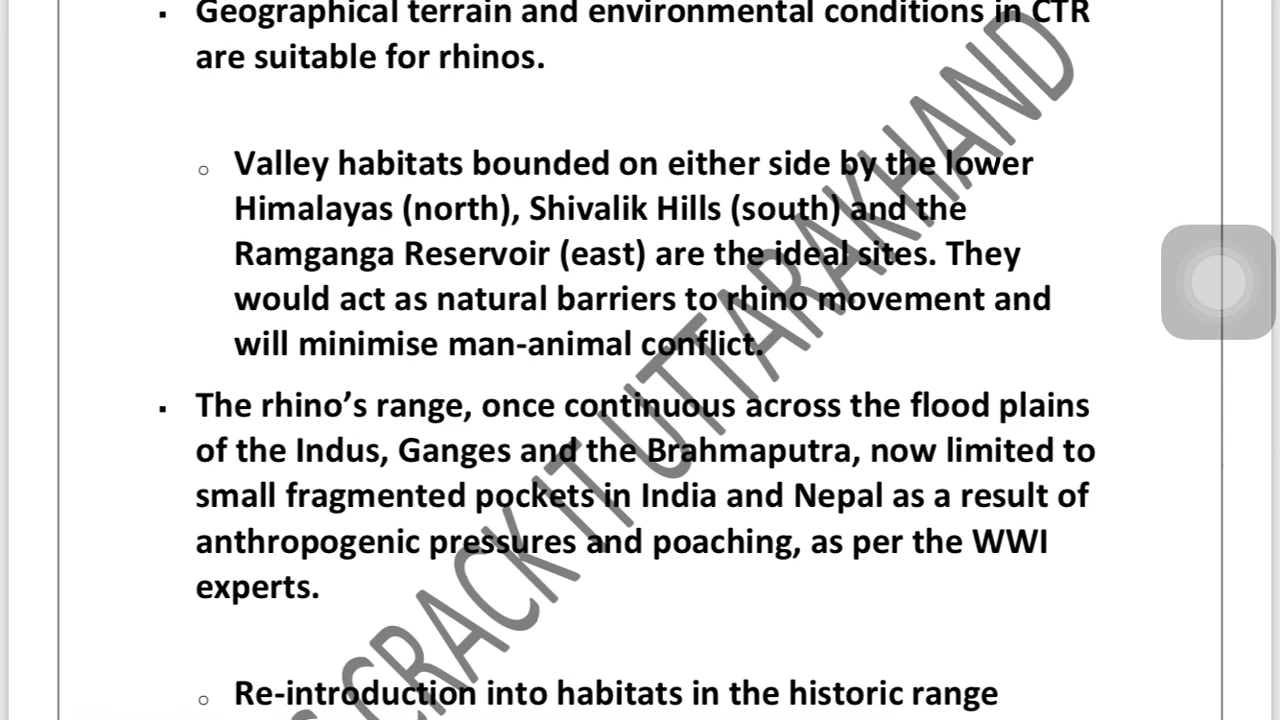 Geographical terrain and environmental conditions in CTR
are suitable for rhinos.
Valley habitats bounded on either side by the lower
Himalayas (north), Shivalik Hills (south) and the
Ramganga Reservoir (east) are the ideal sites. They
would act as natural barriers to rhino movement and
will minimise man-animal conflict.
The rhino’s range, once continuous across the flood plains
of the Indus, Ganges and the Brahmaputra, now limited to
small fragmented pockets in India and Nepal as a result of
anthropogenic pressures and poaching, as per the WWI
experts.
Re-introduction into habitats in the historic range
CRACK IT UTTARAKHAND